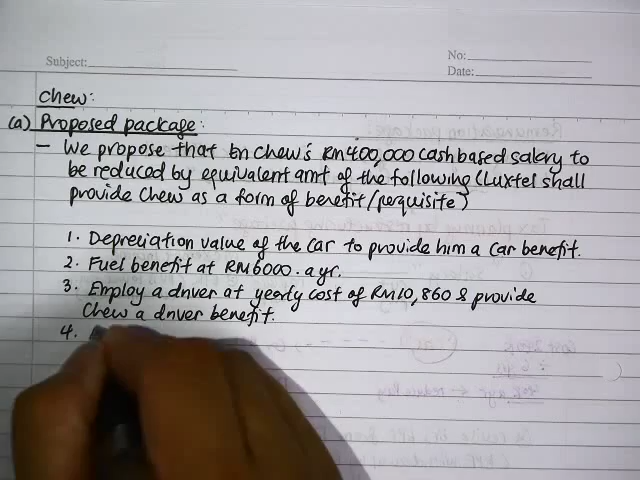 Subject:
No:
Date:
Chew:
(a) Proposed package:
- We propose that En Chew's RM400,000 cash based salary to
be reduced by equivalent amt of the following (Luxtel shall
provide Chew as a form of benefit/perquisite)
1. Depreciation value of the car to provide him a car benefit.
2. Fuel benefit at RM6000. a yr.
3. Employ a driver at yearly cost of RM10,860 & provide
Chew a driver benefit.
4.